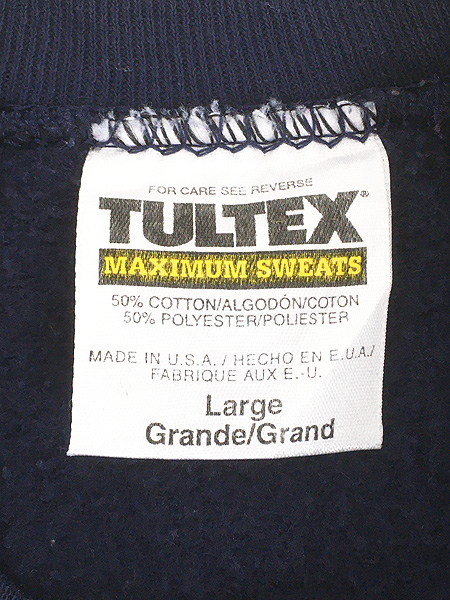 FOR CARE SEE REVERSE
TULTEX®
MAXIMUM SWEATS
50% COTTON/ALGODÓN/COTON
50% POLYESTER/POLIESTER
MADE IN U.S.A. / HECHO EN E.U.A./
FABRIQUE AUX E.-U.
Large
Grande/Grand